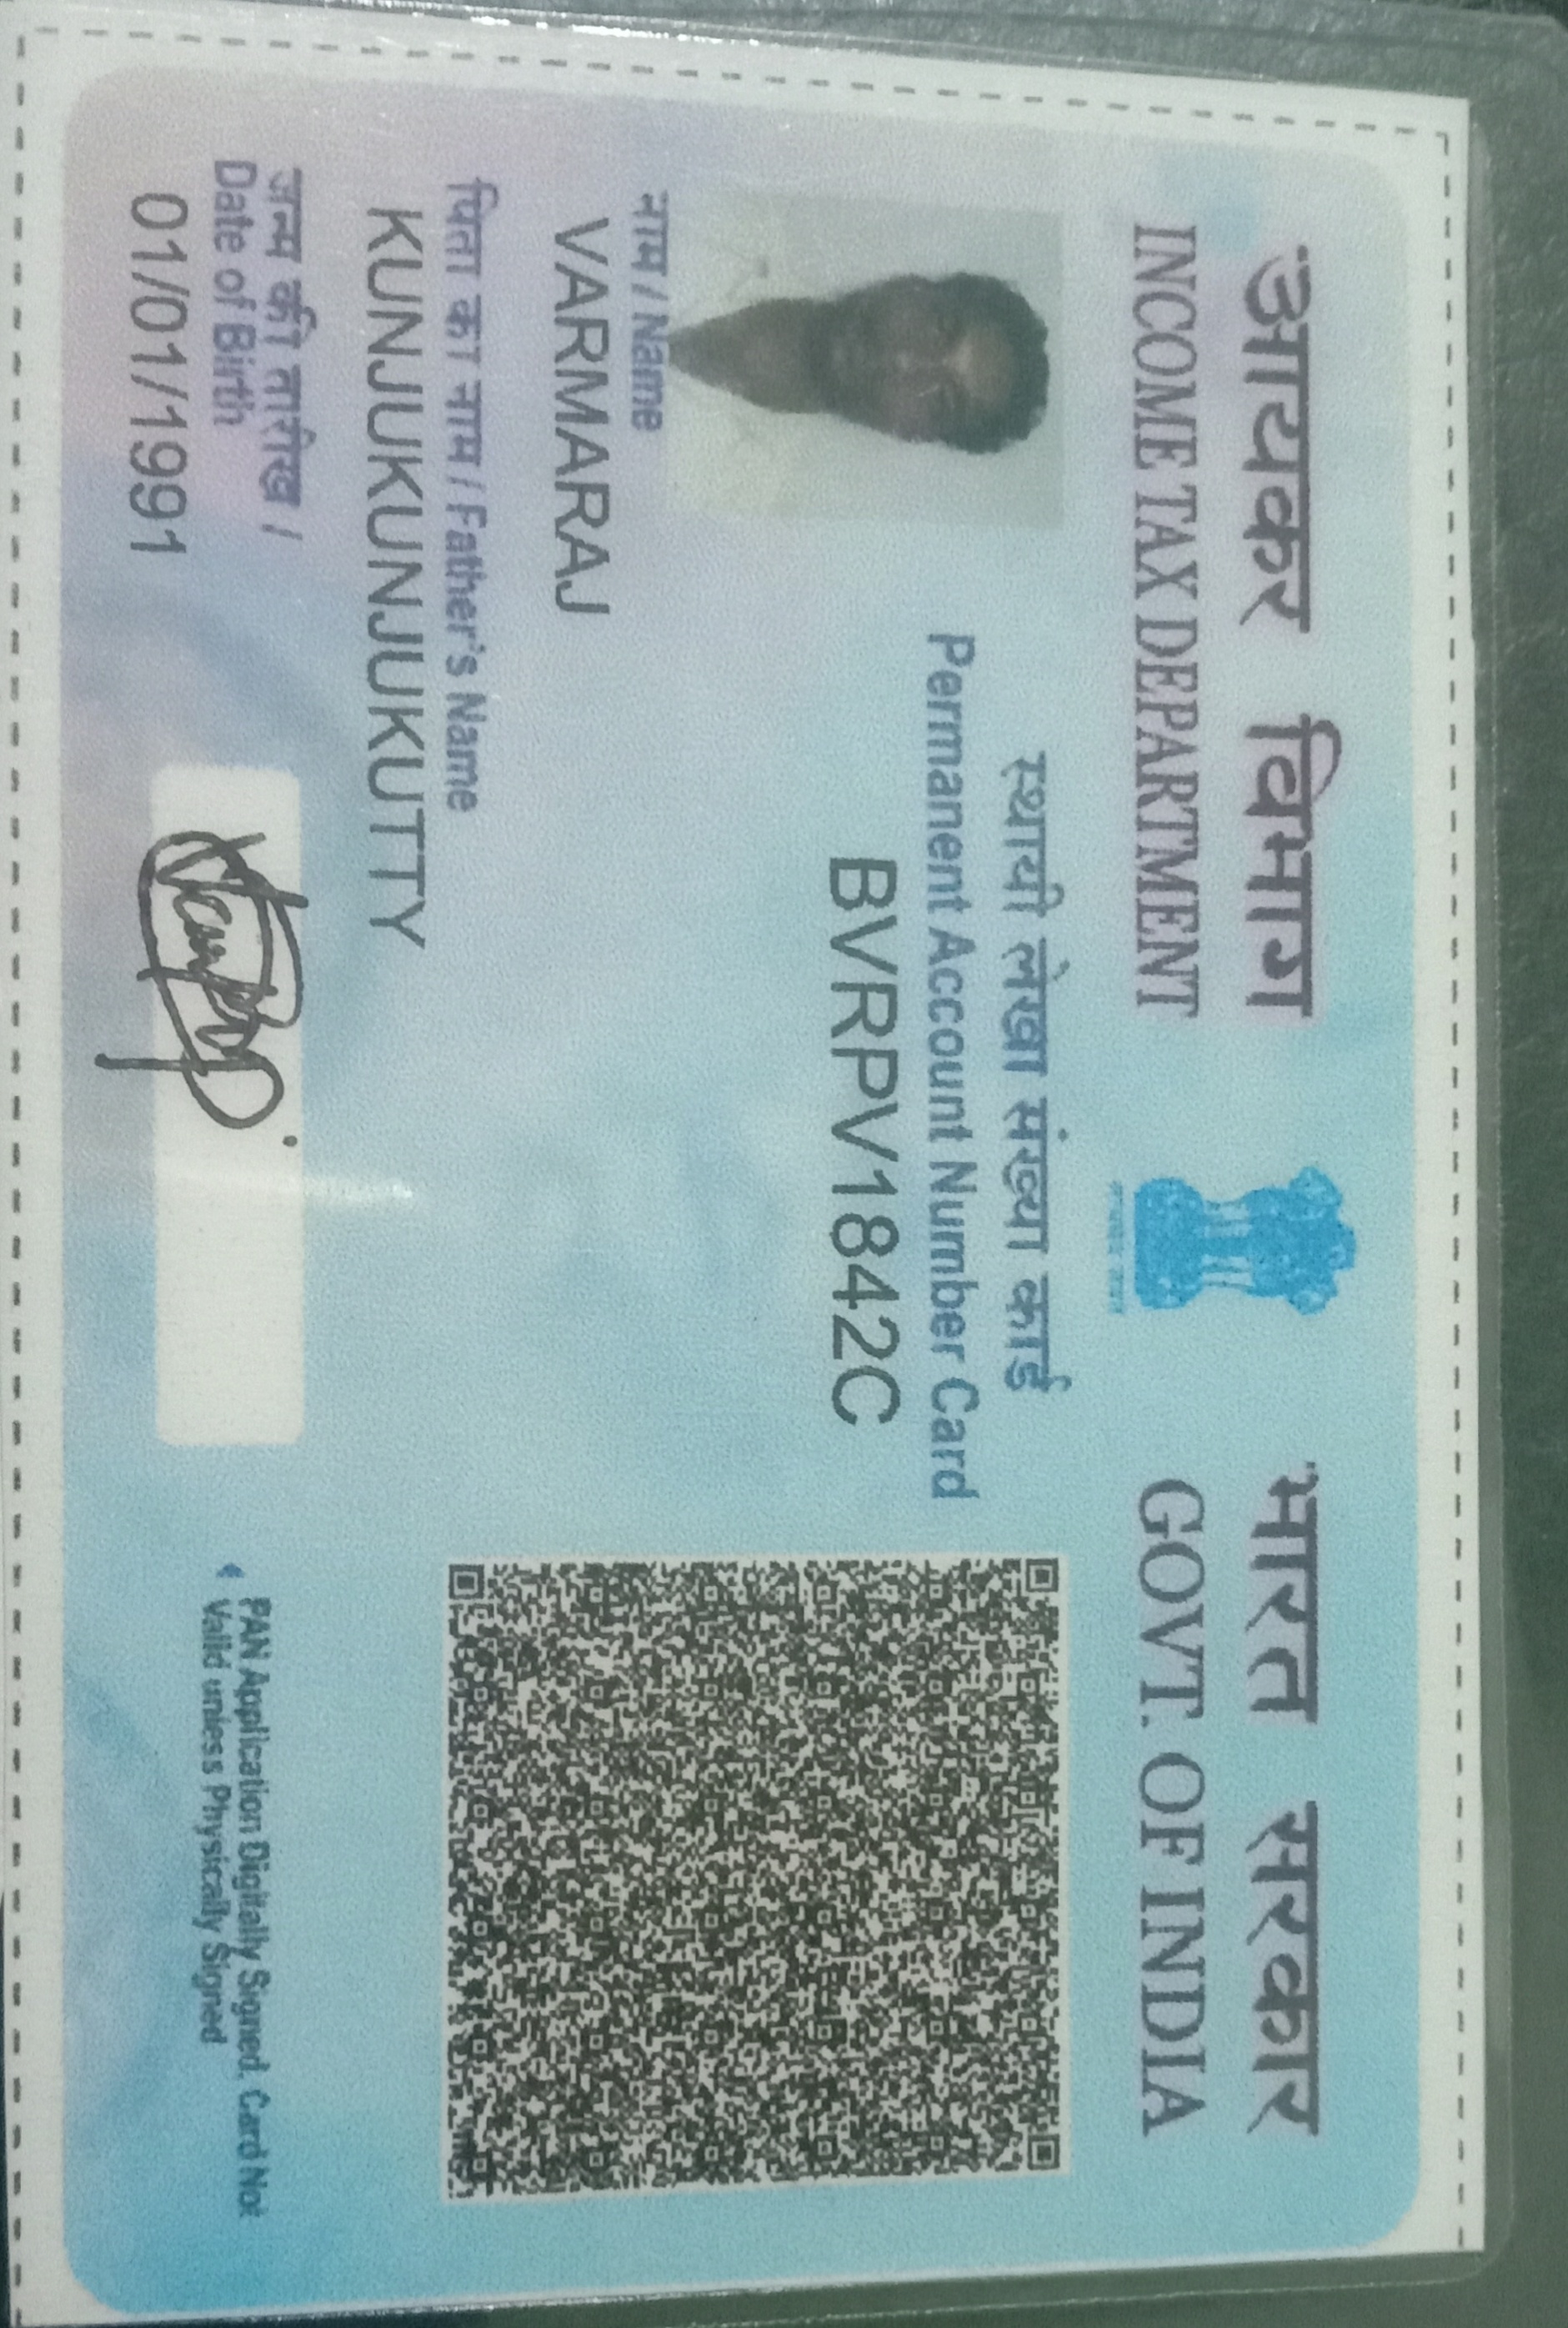 आयकर विभाग
INCOME TAX DEPARTMENT
भारत सरकार
GOVT. OF INDIA
स्थायी लेखा संख्या कार्ड
Permanent Account Number Card
BVRPV1842C
नाम / Name
VARMARAJ
पिता का नाम / Father's Name
KUNJUKUNJUKUTTY
जन्म की तारीख /
Date of Birth
01/01/1991
PAN Application Digitally Signed, Card Not
Valid unless Physically Signed